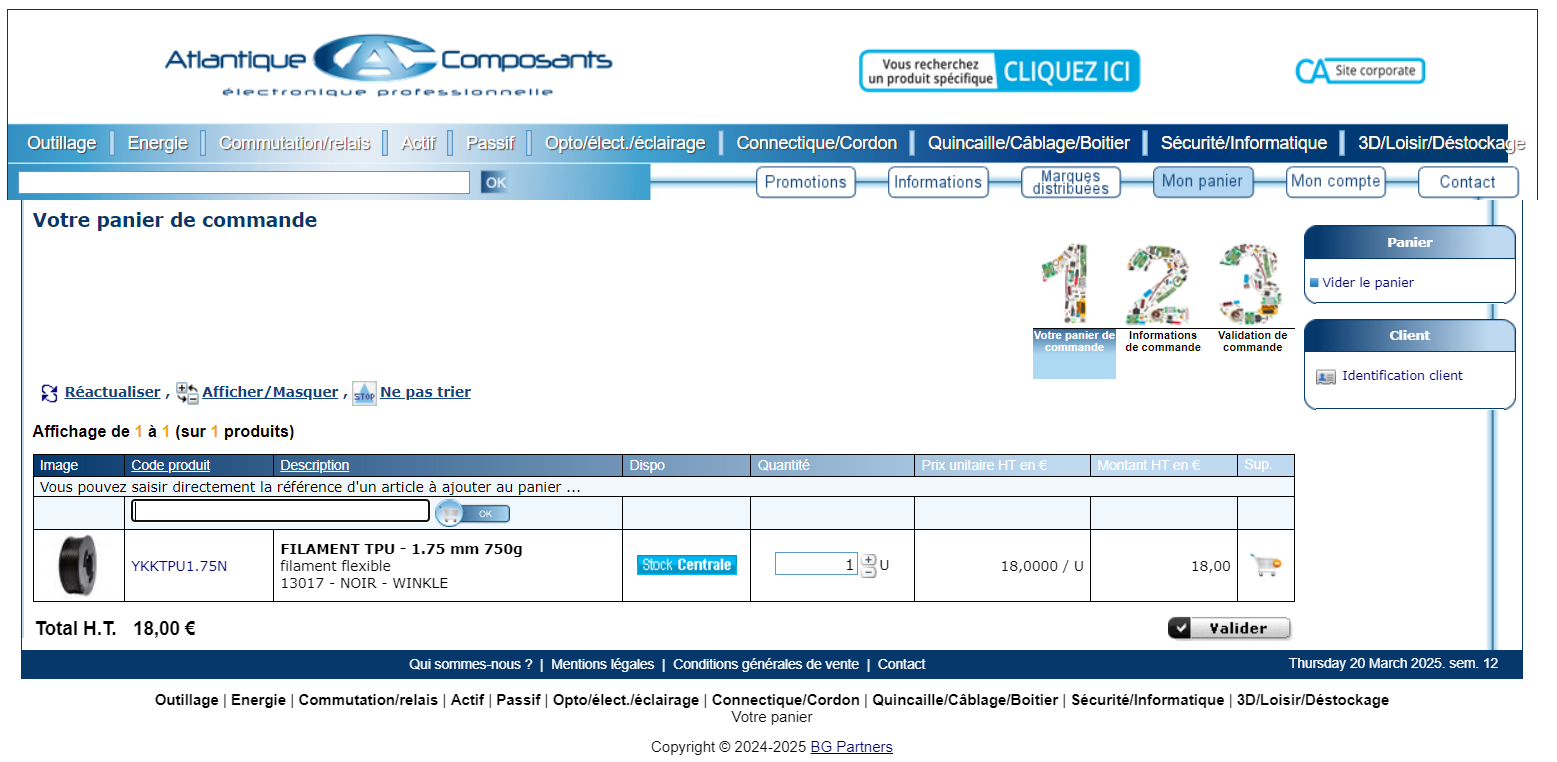 Atlantique CAC Composants
électronique professionnelle
Vous recherchez
un produit spécifique CLIQUEZ ICI
CA Site corporate
Outillage Energie Commutation/relais Actif Passif Opto/élect./éclairage Connectique/Cordon Quincaille/Câblage/Boitier Sécurité/Informatique 3D/Loisir/Déstockage
OK Promotions Informations Marques distribuées Mon panier Mon compte Contact
Votre panier de commande
1 2 3
Votre panier de commande
Informations de commande
Validation de commande
Panier
Vider le panier
Client
Identification client
Réactualiser , Afficher/Masquer , STOP Ne pas trier
Affichage de 1 à 1 (sur 1 produits)
Image Code produit Description Dispo Quantité Prix unitaire HT en € Montant HT en € Sup.
Vous pouvez saisir directement la référence d'un article à ajouter au panier ...
OK
YKKTPU1.75N
FILAMENT TPU - 1.75 mm 750g
filament flexible
13017 - NOIR - WINKLE
Stock Centrale
1 U
18,0000 / U
18,00
Total H.T. 18,00 €
Valider
Qui sommes-nous ? | Mentions légales | Conditions générales de vente | Contact
Thursday 20 March 2025. sem. 12
Outillage | Energie | Commutation/relais | Actif | Passif | Opto/élect./éclairage | Connectique/Cordon | Quincaille/Câblage/Boitier | Sécurité/Informatique | 3D/Loisir/Déstockage
Votre panier
Copyright © 2024-2025 BG Partners